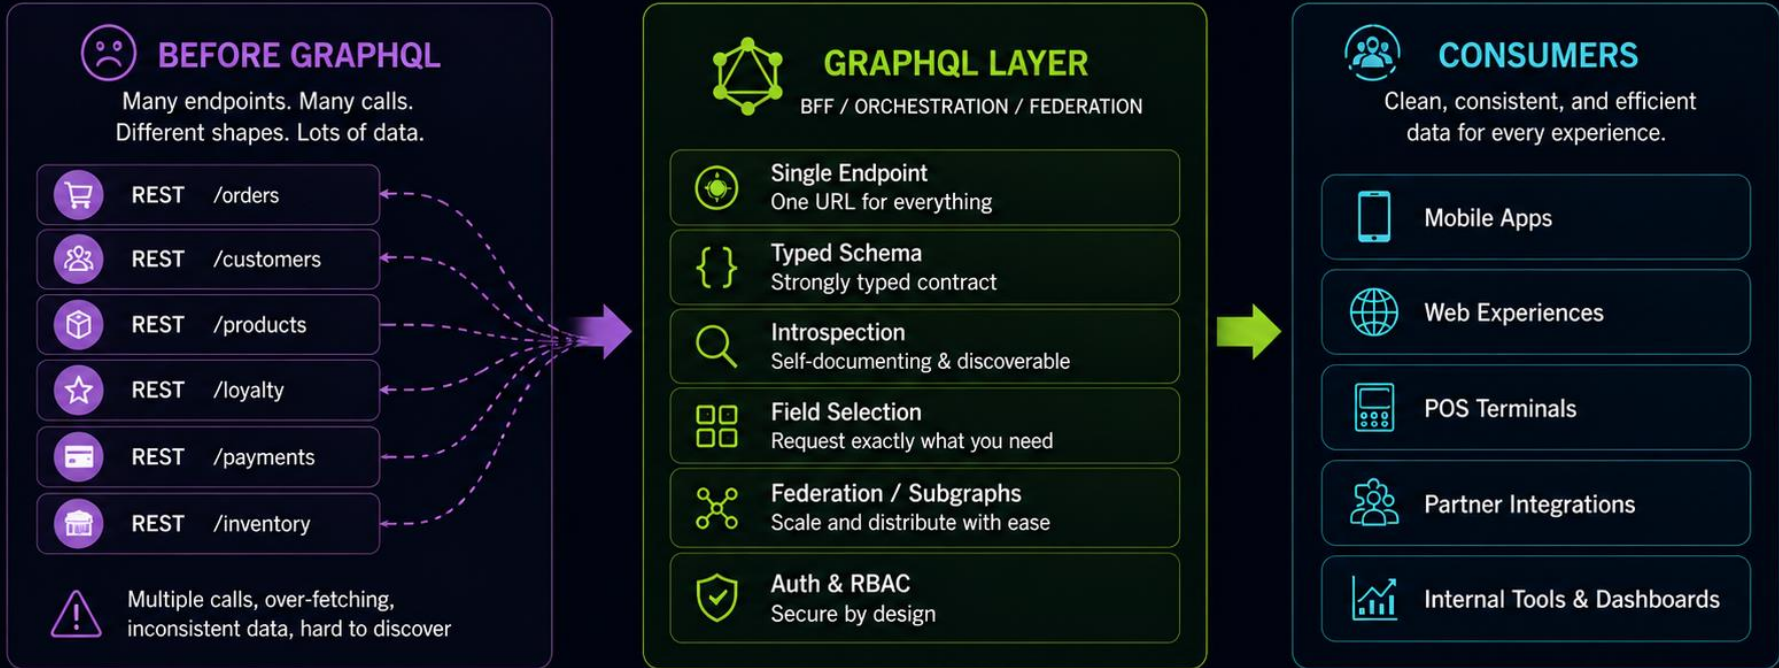 BEFORE GRAPHQL
Many endpoints. Many calls.
Different shapes. Lots of data.
REST /orders
REST /customers
REST /products
REST /loyalty
REST /payments
REST /inventory
Multiple calls, over-fetching,
inconsistent data, hard to discover
GRAPHQL LAYER
BFF / ORCHESTRATION / FEDERATION
Single Endpoint
One URL for everything
Typed Schema
Strongly typed contract
Introspection
Self-documenting & discoverable
Field Selection
Request exactly what you need
Federation / Subgraphs
Scale and distribute with ease
Auth & RBAC
Secure by design
CONSUMERS
Clean, consistent, and efficient
data for every experience.
Mobile Apps
Web Experiences
POS Terminals
Partner Integrations
Internal Tools & Dashboards